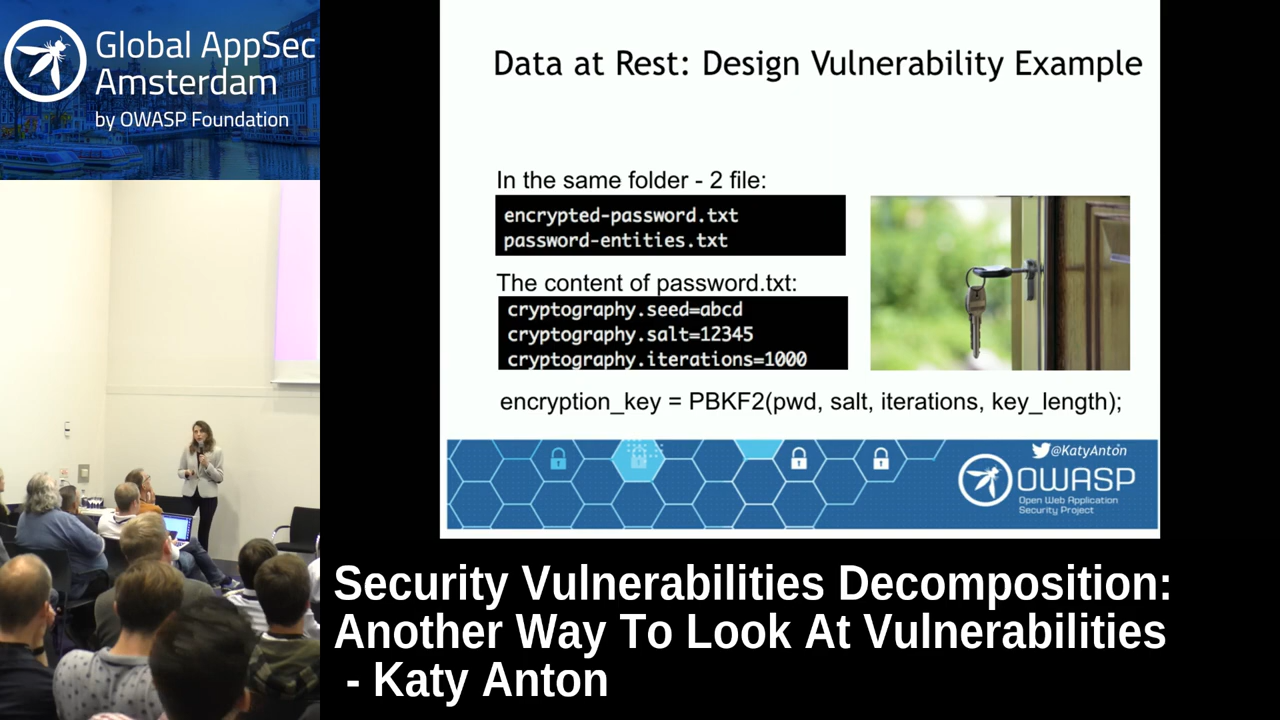 Global AppSec
Amsterdam
by OWASP Foundation
Data at Rest: Design Vulnerability Example
In the same folder - 2 file:
encrypted-password.txt
password-entities.txt
The content of password.txt:
cryptography.seed=abcd
cryptography.salt=12345
cryptography.iterations=1000
encryption_key = PBKF2(pwd, salt, iterations, key_length);
@KatyAnton
OWASP
Open Web Application
Security Project
Security Vulnerabilities Decomposition:
Another Way To Look At Vulnerabilities
- Katy Anton